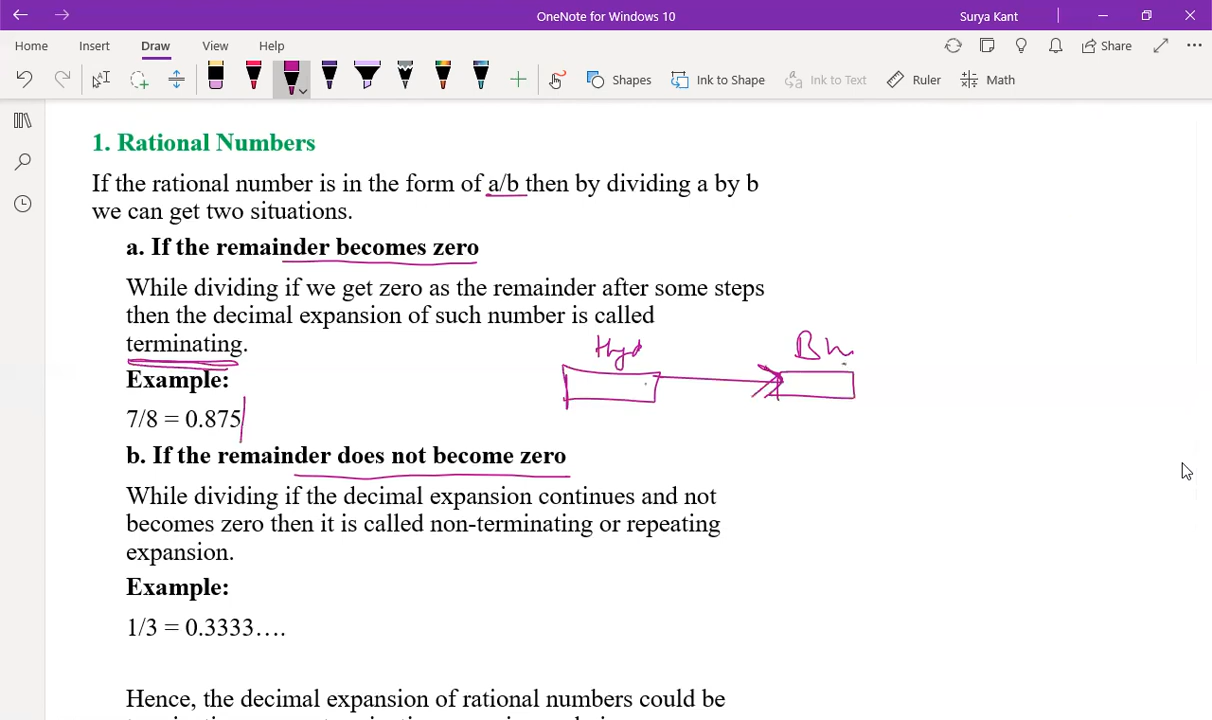 OneNote for Windows 10
Surya Kant
Home Insert Draw View Help
Share
Shapes
Ink to Shape
Ink to Text
Ruler
Math
1. Rational Numbers
If the rational number is in the form of a/b then by dividing a by b
we can get two situations.
a. If the remainder becomes zero
While dividing if we get zero as the remainder after some steps
then the decimal expansion of such number is called
terminating.
Hyd
Example:
7/8 = 0.875
b. If the remainder does not become zero
While dividing if the decimal expansion continues and not
becomes zero then it is called non-terminating or repeating
expansion.
Example:
1/3 = 0.3333….
Hence, the decimal expansion of rational numbers could be